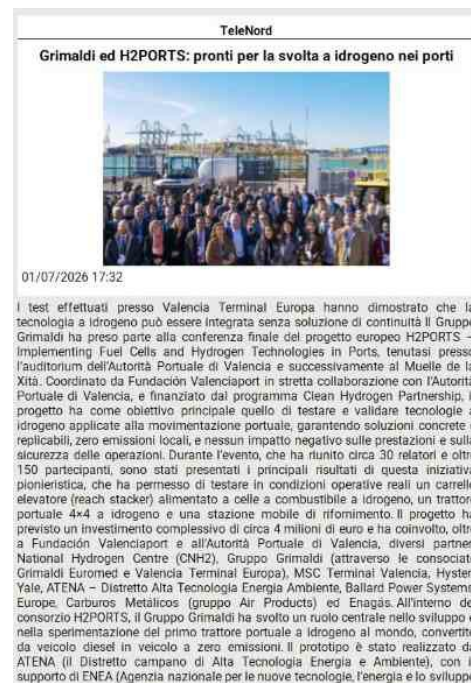 TeleNord
Grimaldi ed H2PORTS: pronti per la svolta a idrogeno nei porti
01/07/2026 17:32
I test effettuati presso Valencia Terminal Europa hanno dimostrato che la
tecnologia a idrogeno può essere integrata senza soluzione di continuità Il Gruppo
Grimaldi ha preso parte alla conferenza finale del progetto europeo H2PORTS –
Implementing Fuel Cells and Hydrogen Technologies in Ports, tenutasi presso
l'auditorium dell'Autorità Portuale di Valencia e successivamente al Muelle de la
Xità. Coordinato da Fundación Valenciaport in stretta collaborazione con l'Autorit
Portuale di Valencia, e finanziato dal programma Clean Hydrogen Partnership, i
progetto ha come obiettivo principale quello di testare e validare tecnologie a
idrogeno applicate alla movimentazione portuale, garantendo soluzioni concrete e
replicabili, zero emissioni locali, e nessun impatto negativo sulle prestazioni e sulla
sicurezza delle operazioni. Durante l'evento, che ha riunito circa 30 relatori e oltr
150 partecipanti, sono stati presentati i principali risultati di questa iniziativ
pionieristica, che ha permesso di testare in condizioni operative reali un carrell
elevatore (reach stacker) alimentato a celle a combustibile a idrogeno, un trattor
portuale 4×4 a idrogeno e una stazione mobile di rifornimento. Il progetto ha
previsto un investimento complessivo di circa 4 milioni di euro e ha coinvolto, oltr
a Fundación Valenciaport e all'Autorità Portuale di Valencia, diversi partner
National Hydrogen Centre (CNH2), Gruppo Grimaldi (attraverso le consociat
Grimaldi Euromed e Valencia Terminal Europa), MSC Terminal Valencia, Hyster
Yale, ATENA – Distretto Alta Tecnologia Energia Ambiente, Ballard Power Systems
Europe, Carburos Metálicos (gruppo Air Products) ed Enagás. All'interno de
consorzio H2PORTS, il Gruppo Grimaldi ha svolto un ruolo centrale nello sviluppo e
nella sperimentazione del primo trattore portuale a idrogeno al mondo, convertit
da veicolo diesel in veicolo a zero emissioni. Il prototipo è stato realizzato da
ATENA (il Distretto campano di Alta Tecnologia Energia e Ambiente), con i
supporto di ENEA (Agenzia nazionale per le nuove tecnologie, l'energia e lo svilupp